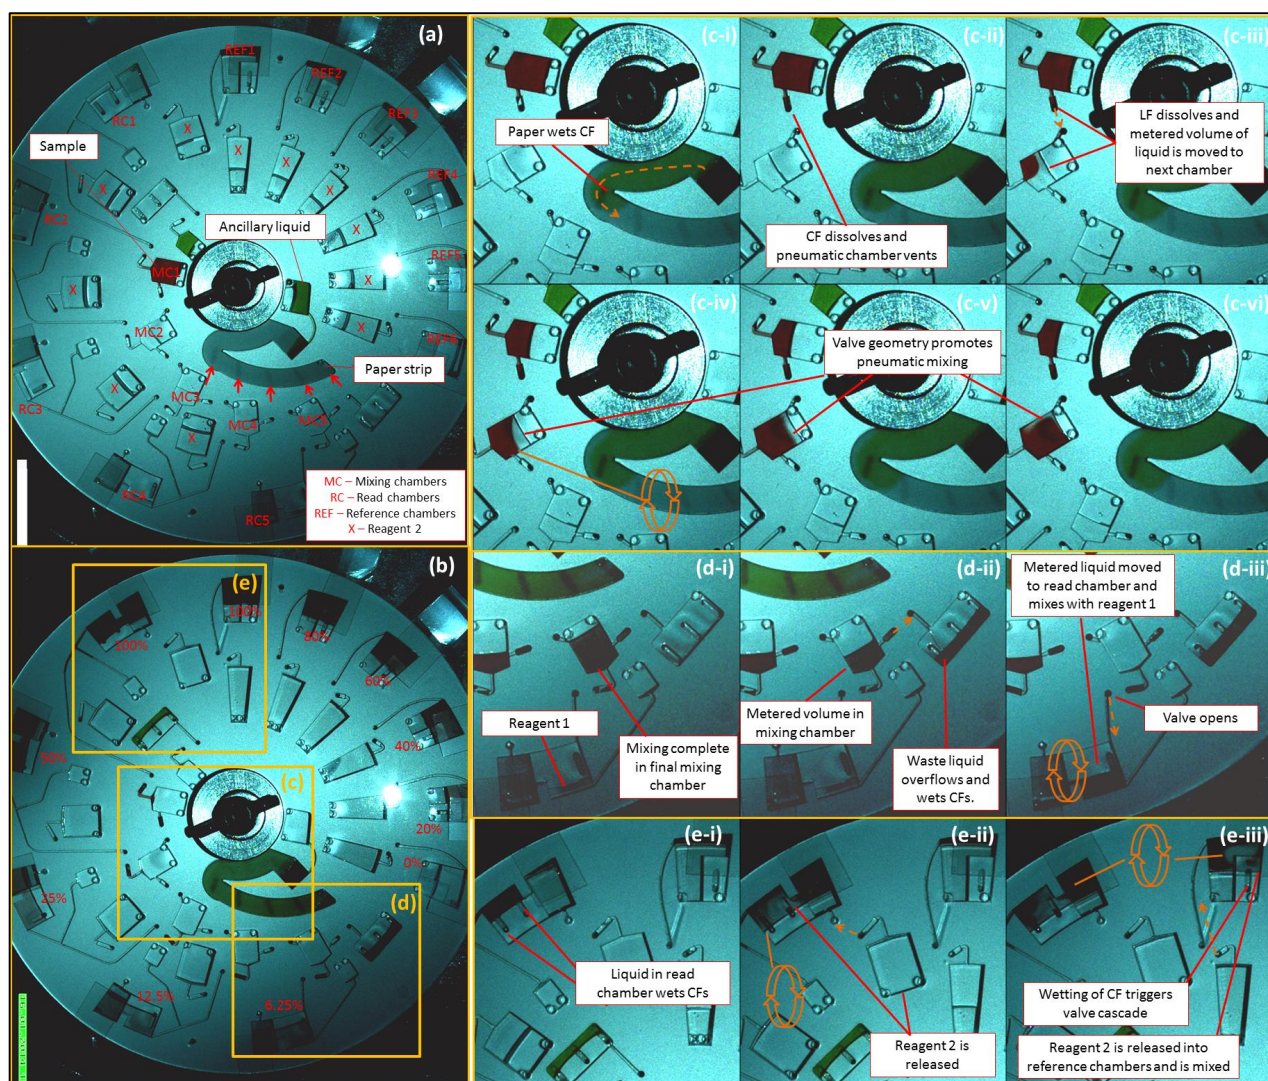 (a)
REF1
REF2
REF3
REF4
REF5
REF6
RC1
RC2
RC3
RC4
RC5
Sample
Ancillary liquid
Paper strip
MC1
MC2
MC3
MC4
MC5
X
X
X
X
X
X
X
X
X
X
X
MC – Mixing chambers
RC – Read chambers
REF – Reference chambers
X – Reagent 2
(b)
(e)
(c)
(d)
100%
100%
80%
60%
40%
20%
0%
50%
25%
12.5%
6.25%
(c-i)
Paper wets CF
(c-ii)
CF dissolves and
pneumatic chamber
vents
(c-iii)
LF dissolves and
metered volume of
liquid is moved to
next chamber
(c-iv)
(c-v)
Valve geometry promotes
pneumatic mixing
(c-vi)
(d-i)
Reagent 1
Mixing complete
in final mixing
chamber
(d-ii)
Metered volume in
mixing chamber
Waste liquid
overflows and
wets CFs.
(d-iii)
Metered liquid moved
to read chamber and
mixes with reagent 1
Valve opens
(e-i)
Liquid in read
chamber wets CFs
(e-ii)
Reagent 2 is
released
(e-iii)
Wetting of CF triggers
valve cascade
Reagent 2 is released into
reference chambers and is mixed